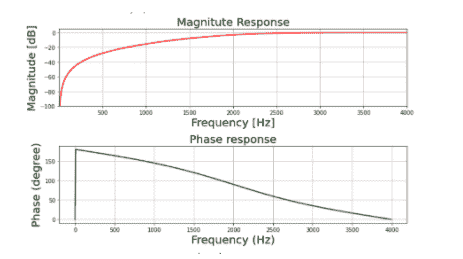 Magnitute Response
Magnitude [dB]
0
−20
−40
−60
−80
−100
500 1000 1500 2000 2500 3000 3500 4000
Frequency [Hz]
Phase response
Phase (degree)
150
100
50
0
0 500 1000 1500 2000 2500 3000 3500 4000
Frequency (Hz)